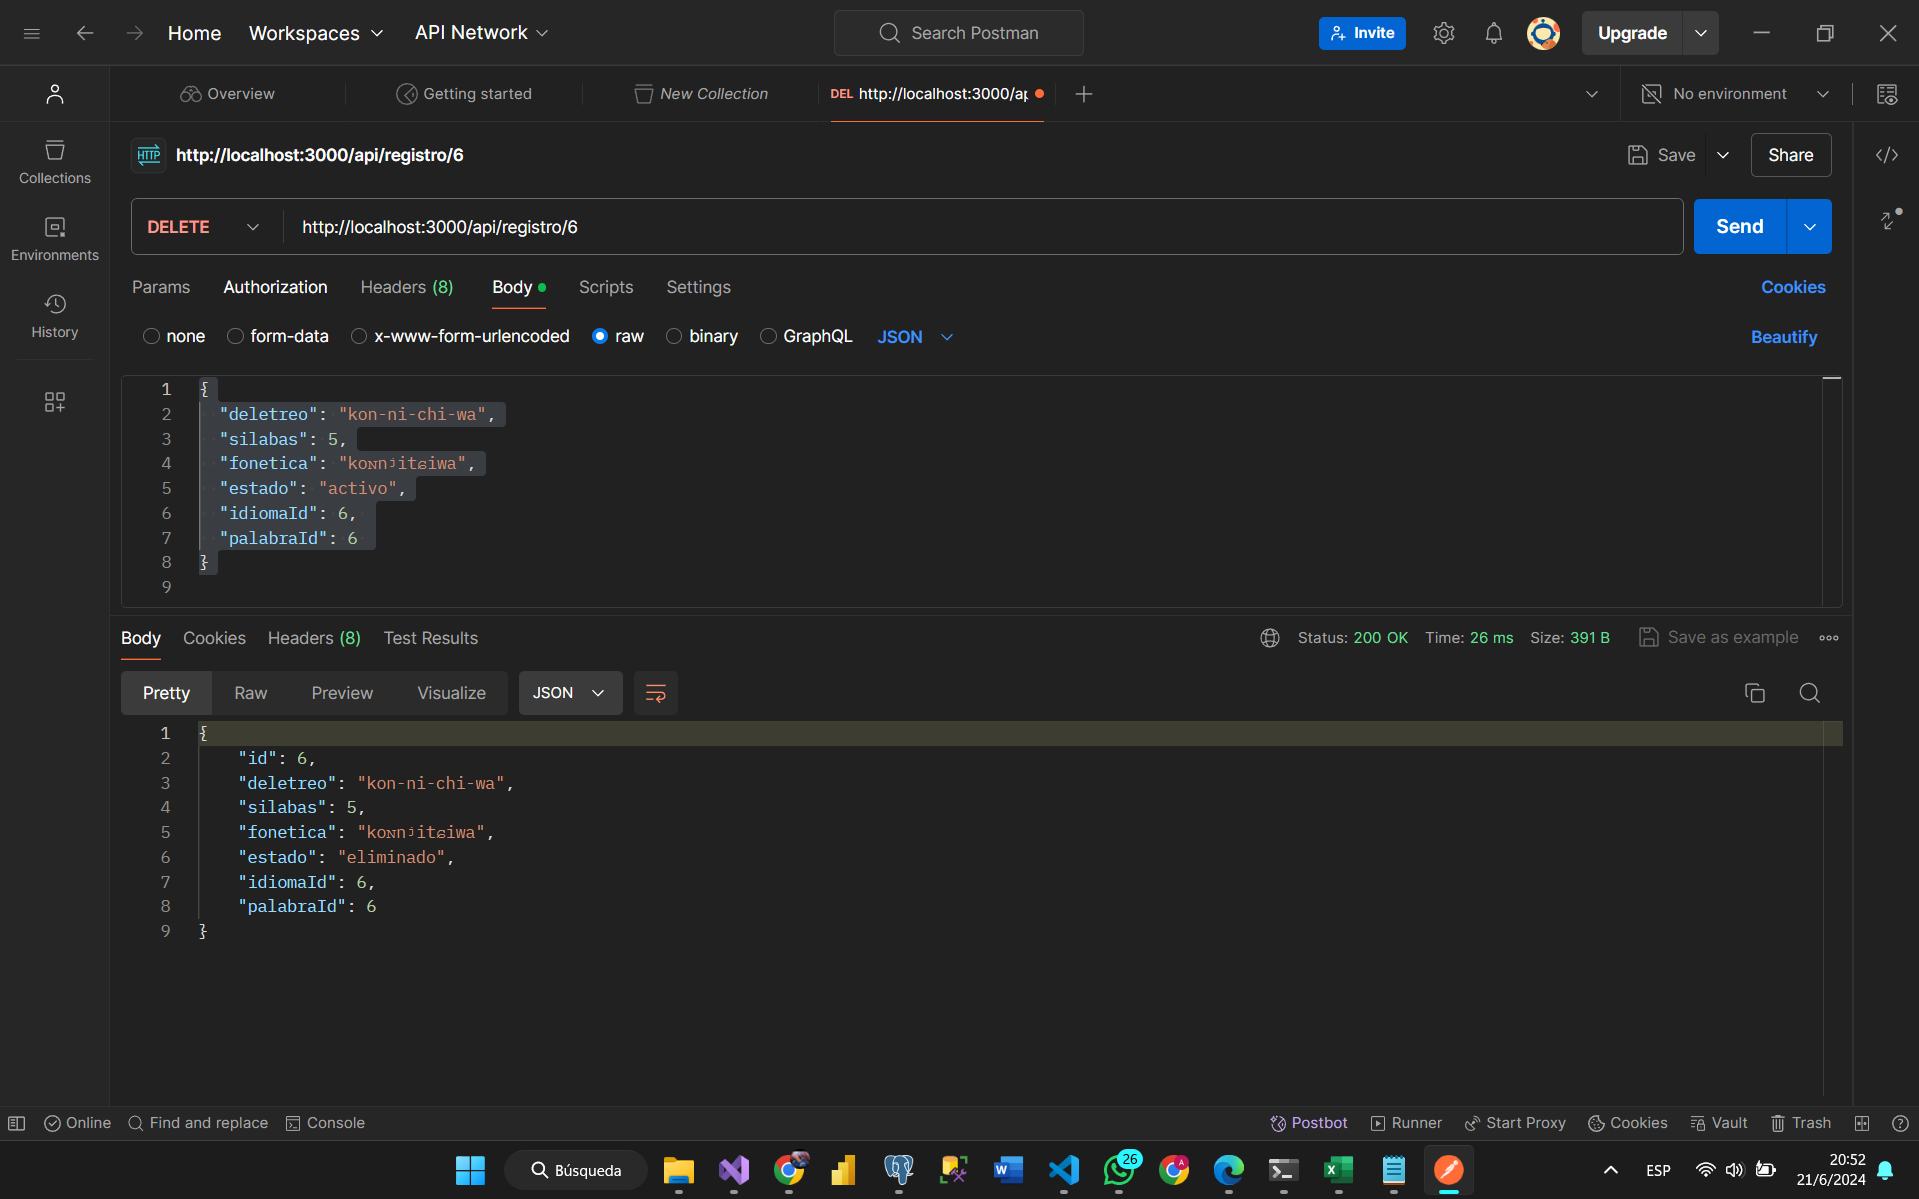 Home Workspaces API Network Search Postman Invite Upgrade
Overview Getting started New Collection DEL http://localhost:3000/ap No environment
HTTP http://localhost:3000/api/registro/6 Save Share
Collections
DELETE http://localhost:3000/api/registro/6 Send
Environments
Params Authorization Headers (8) Body Scripts Settings Cookies
History
none form-data x-www-form-urlencoded raw binary GraphQL JSON Beautify
1 {
2 "deletreo": "kon-ni-chi-wa",
3 "silabas": 5,
4 "fonetica": "koɴnʲitɕiwa",
5 "estado": "activo",
6 "idiomaId": 6,
7 "palabraId": 6
8 }
9
Body Cookies Headers (8) Test Results Status: 200 OK Time: 26 ms Size: 391 B Save as example
Pretty Raw Preview Visualize JSON
1 {
2 "id": 6,
3 "deletreo": "kon-ni-chi-wa",
4 "silabas": 5,
5 "fonetica": "koɴnʲitɕiwa",
6 "estado": "eliminado",
7 "idiomaId": 6,
8 "palabraId": 6
9 }
Online Find and replace Console Postbot Runner Start Proxy Cookies Vault Trash
Búsqueda 26 ESP 20:52
21/6/2024